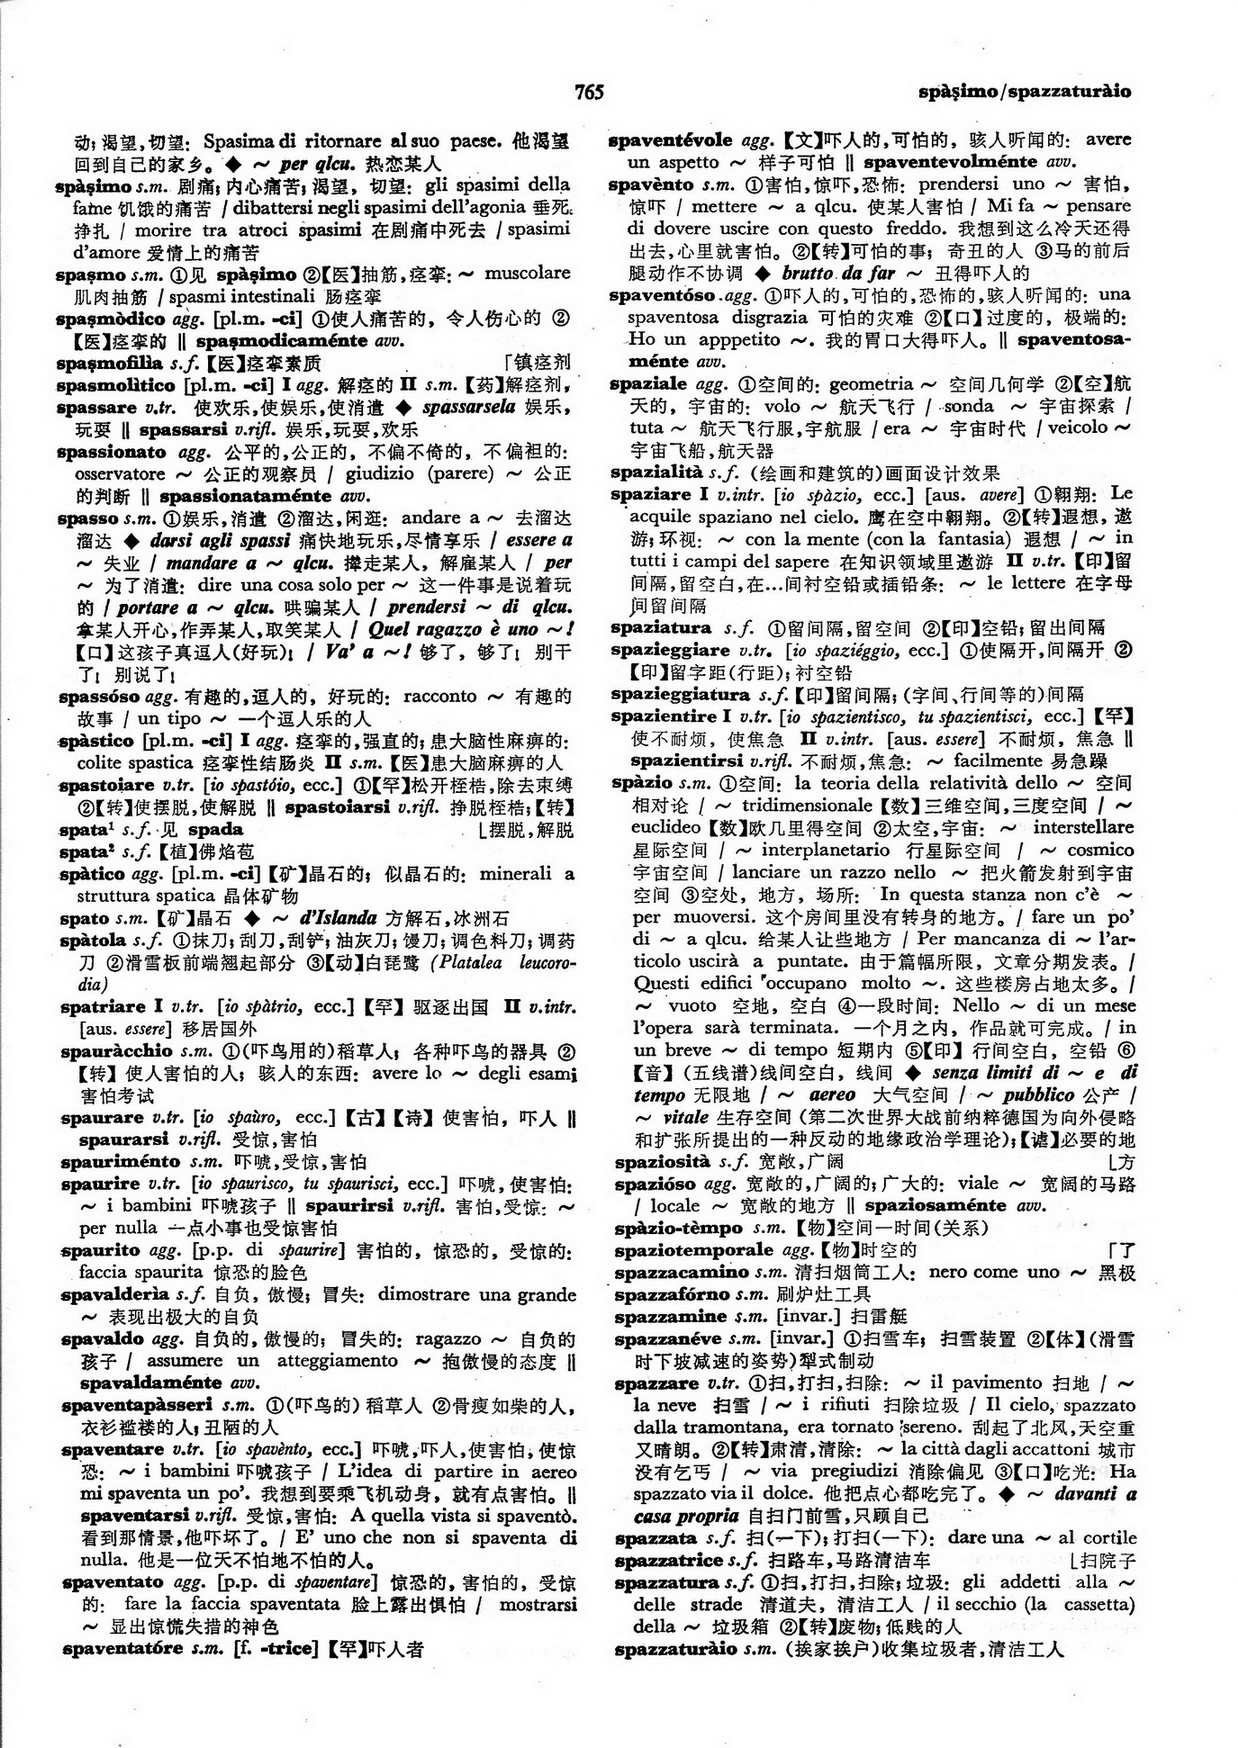 765
spàṣimo/spazzaturàio
动；渴望，切望： Spasima di ritornare al suo paese. 他渴望
回到自己的家乡。◆ ～ per qlcu. 热恋某人
spàṣimo s.m. 剧痛；内心痛苦；渴望，切望： gli spasimi della
fame 饥饿的痛苦 / dibattersi negli spasimi dell'agonia 垂死
挣扎 / morire tra atroci spasimi 在剧痛中死去 / spasimi
d'amore 爱情上的痛苦
spaṣmo s.m. ①见 spàṣimo ②【医】抽筋，痉挛：～ muscolare
肌肉抽筋 / spasmi intestinali 肠痉挛
spaṣmòdico agg. [pl.m. -ci] ①使人痛苦的，令人伤心的 ②
【医】痉挛的 ‖ spaṣmodicaménte avv.
spaṣmofilìa s.f.【医】痉挛素质 「镇痉剂
spasmolìtico [pl.m. -ci] I agg. 解痉的 II s.m.【药】解痉剂，
spassare v.tr. 使欢乐，使娱乐，使消遣 ◆ spassarsela 娱乐，
玩耍 ‖ spassarsi v.rifl. 娱乐，玩耍，欢乐
spassionato agg. 公平的，公正的，不偏不倚的，不偏袒的：
osservatore ～ 公正的观察员 / giudizio (parere) ～ 公正
的判断 ‖ spassionataménte avv.
spasso s.m. ①娱乐，消遣 ②溜达，闲逛： andare a ～ 去溜达
溜达 ◆ darsi agli spassi 痛快地玩乐，尽情享乐 / essere a
～ 失业 / mandare a ～ qlcu. 撵走某人，解雇某人 / per
～ 为了消遣： dire una cosa solo per ～ 这一件事是说着玩
的 / portare a ～ qlcu. 哄骗某人 / prendersi ～ di qlcu.
拿某人开心，作弄某人，取笑某人 / Quel ragazzo è uno ～!
【口】这孩子真逗人(好玩)！ / Va' a ～! 够了，够了！别干
了！别说了！
spassóso agg. 有趣的，逗人的，好玩的： racconto ～ 有趣的
故事 / un tipo ～ 一个逗人乐的人
spàstico [pl.m. -ci] I agg. 痉挛的，强直的；患大脑性麻痹的：
colite spastica 痉挛性结肠炎 II s.m.【医】患大脑麻痹的人
spastoiare v.tr. [io spastóio, ecc.] ①【罕】松开桎梏，除去束缚
②【转】使摆脱，使解脱 ‖ spastoiarsi v.rifl. 挣脱桎梏；【转】
spata¹ s.f. 见 spada ⌊摆脱，解脱
spata² s.f.【植】佛焰苞
spàtico agg. [pl.m. -ci]【矿】晶石的；似晶石的： minerali a
struttura spatica 晶体矿物
spato s.m.【矿】晶石 ◆ ～ d'Islanda 方解石，冰洲石
spàtola s.f. ①抹刀；刮刀，刮铲；油灰刀；馒刀；调色料刀；调药
刀 ②滑雪板前端翘起部分 ③【动】白琵鹭 (Platalea leucoro-
dia)
spatriare I v.tr. [io spàtrio, ecc.]【罕】驱逐出国 II v.intr.
[aus. essere] 移居国外
spauràcchio s.m. ①(吓鸟用的)稻草人；各种吓鸟的器具 ②
【转】使人害怕的人；骇人的东西： avere lo ～ degli esami
害怕考试
spaurare v.tr. [io spaùro, ecc.]【古】【诗】使害怕，吓人 ‖
spaurarsi v.rifl. 受惊，害怕
spauriménto s.m. 吓唬，受惊，害怕
spaurire v.tr. [io spaurisco, tu spaurisci, ecc.] 吓唬，使害怕：
～ i bambini 吓唬孩子 ‖ spaurirsi v.rifl. 害怕，受惊： ～
per nulla 一点小事也受惊害怕
spaurito agg. [p.p. di spaurire] 害怕的，惊恐的，受惊的：
faccia spaurita 惊恐的脸色
spavalderìa s.f. 自负，傲慢；冒失： dimostrare una grande
～ 表现出极大的自负
spavaldo agg. 自负的，傲慢的；冒失的： ragazzo ～ 自负的
孩子 / assumere un atteggiamento ～ 抱傲慢的态度 ‖
spavaldaménte avv.
spaventapàsseri s.m. ①(吓鸟的) 稻草人 ②骨瘦如柴的人，
衣衫褴褛的人；丑陋的人
spaventare v.tr. [io spavènto, ecc.] 吓唬，吓人，使害怕，使惊
恐： ～ i bambini 吓唬孩子 / L'idea di partire in aereo
mi spaventa un po'. 我想到要乘飞机动身，就有点害怕。‖
spaventarsi v.rifl. 受惊，害怕： A quella vista si spaventò.
看到那情景，他吓坏了。/ E' uno che non si spaventa di
nulla. 他是一位天不怕地不怕的人。
spaventato agg. [p.p. di spaventare] 惊恐的，害怕的，受惊
的： fare la faccia spaventata 脸上露出惧怕 / mostrarsi
～ 显出惊慌失措的神色
spaventatóre s.m. [f. -trice]【罕】吓人者
spaventévole agg.【文】吓人的，可怕的，骇人听闻的： avere
un aspetto ～ 样子可怕 ‖ spaventevolménte avv.
spavènto s.m. ①害怕，惊吓，恐怖： prendersi uno ～ 害怕，
惊吓 / mettere ～ a qlcu. 使某人害怕 / Mi fa ～ pensare
di dovere uscire con questo freddo. 我想到这么冷天还得
出去，心里就害怕。②【转】可怕的事；奇丑的人 ③马的前后
腿动作不协调 ◆ brutto da far ～ 丑得吓人的
spaventóso agg. ①吓人的，可怕的，恐怖的，骇人听闻的： una
spaventosa disgrazia 可怕的灾难 ②【口】过度的，极端的：
Ho un apppetito ～. 我的胃口大得吓人。‖ spaventosa-
ménte avv.
spaziale agg. ①空间的： geometria ～ 空间几何学 ②【空】航
天的，宇宙的： volo ～ 航天飞行 / sonda ～ 宇宙探索 /
tuta ～ 航天飞行服，宇航服 / era ～ 宇宙时代 / veicolo ～
宇宙飞船，航天器
spazialità s.f. (绘画和建筑的)画面设计效果
spaziare I v.intr. [io spàzio, ecc.] [aus. avere] ①翱翔： Le
acquile spaziano nel cielo. 鹰在空中翱翔。②【转】遐想，遨
游；环视： ～ con la mente (con la fantasia) 遐想 / ～ in
tutti i campi del sapere 在知识领域里遨游 II v.tr.【印】留
间隔，留空白，在…间衬空铅或插铅条： ～ le lettere 在字母
间留间隔
spaziatura s.f. ①留间隔，留空间 ②【印】空铅；留出间隔
spazieggiare v.tr. [io spaziéggio, ecc.] ①使隔开，间隔开 ②
【印】留字距(行距)；衬空铅
spazieggiatura s.f.【印】留间隔；(字间、行间等的)间隔
spazientire I v.tr. [io spazientisco, tu spazientisci, ecc.]【罕】
使不耐烦，使焦急 II v.intr. [aus. essere] 不耐烦，焦急 ‖
spazientirsi v.rifl. 不耐烦，焦急： ～ facilmente 易急躁
spàzio s.m. ①空间： la teoria della relatività dello ～ 空间
相对论 / ～ tridimensionale【数】三维空间，三度空间 / ～
euclideo【数】欧几里得空间 ②太空，宇宙： ～ interstellare
星际空间 / ～ interplanetario 行星际空间 / ～ cosmico
宇宙空间 / lanciare un razzo nello ～ 把火箭发射到宇宙
空间 ③空处，地方，场所： In questa stanza non c'è ～
per muoversi. 这个房间里没有转身的地方。/ fare un po'
di ～ a qlcu. 给某人让些地方 / Per mancanza di ～ l'ar-
ticolo uscirà a puntate. 由于篇幅所限，文章分期发表。/
Questi edifici occupano molto ～. 这些楼房占地太多。/
～ vuoto 空地，空白 ④一段时间： Nello ～ di un mese
l'opera sarà terminata. 一个月之内，作品就可完成。/ in
un breve ～ di tempo 短期内 ⑤【印】行间空白，空铅 ⑥
【音】(五线谱)线间空白，线间 ◆ senza limiti di ～ e di
tempo 无限地 / ～ aereo 大气空间 / ～ pubblico 公产 /
～ vitale 生存空间 (第二次世界大战前纳粹德国为向外侵略
和扩张所提出的一种反动的地缘政治学理论)；【谑】必要的地
spaziosità s.f. 宽敞，广阔 ⌊方
spazióso agg. 宽敞的，广阔的；广大的： viale ～ 宽阔的马路
/ locale ～ 宽敞的地方 ‖ spaziosaménte avv.
spàzio-tèmpo s.m.【物】空间一时间(关系)
spaziotemporale agg.【物】时空的 「了
spazzacamino s.m. 清扫烟筒工人： nero come uno ～ 黑极
spazzafórno s.m. 刷炉灶工具
spazzamine s.m. [invar.] 扫雷艇
spazzanéve s.m. [invar.] ①扫雪车；扫雪装置 ②【体】(滑雪
时下坡减速的姿势)犁式制动
spazzare v.tr. ①扫，打扫，扫除： ～ il pavimento 扫地 / ～
la neve 扫雪 / ～ i rifiuti 扫除垃圾 / Il cielo, spazzato
dalla tramontana, era tornato sereno. 刮起了北风，天空重
又晴朗。②【转】肃清，清除： ～ la città dagli accattoni 城市
没有乞丐 / ～ via pregiudizi 消除偏见 ③【口】吃光： Ha
spazzato via il dolce. 他把点心都吃完了。◆ ～ davanti a
casa propria 自扫门前雪，只顾自己
spazzata s.f. 扫(一下)；打扫(一下)： dare una ～ al cortile
spazzatrice s.f. 扫路车，马路清洁车 ⌊扫院子
spazzatura s.f. ①扫，打扫，扫除；垃圾： gli addetti alla ～
delle strade 清道夫，清洁工人 / il secchio (la cassetta)
della ～ 垃圾箱 ②【转】废物；低贱的人
spazzaturàio s.m. (挨家挨户)收集垃圾者，清洁工人